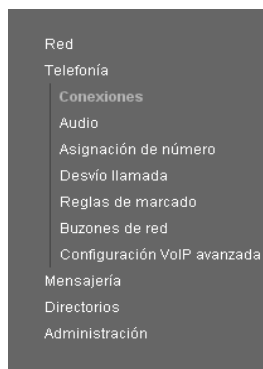 Red
Telefonía
Conexiones
Audio
Asignación de número
Desvío llamada
Reglas de marcado
Buzones de red
Configuración VoIP avanzada
Mensajería
Directorios
Administración